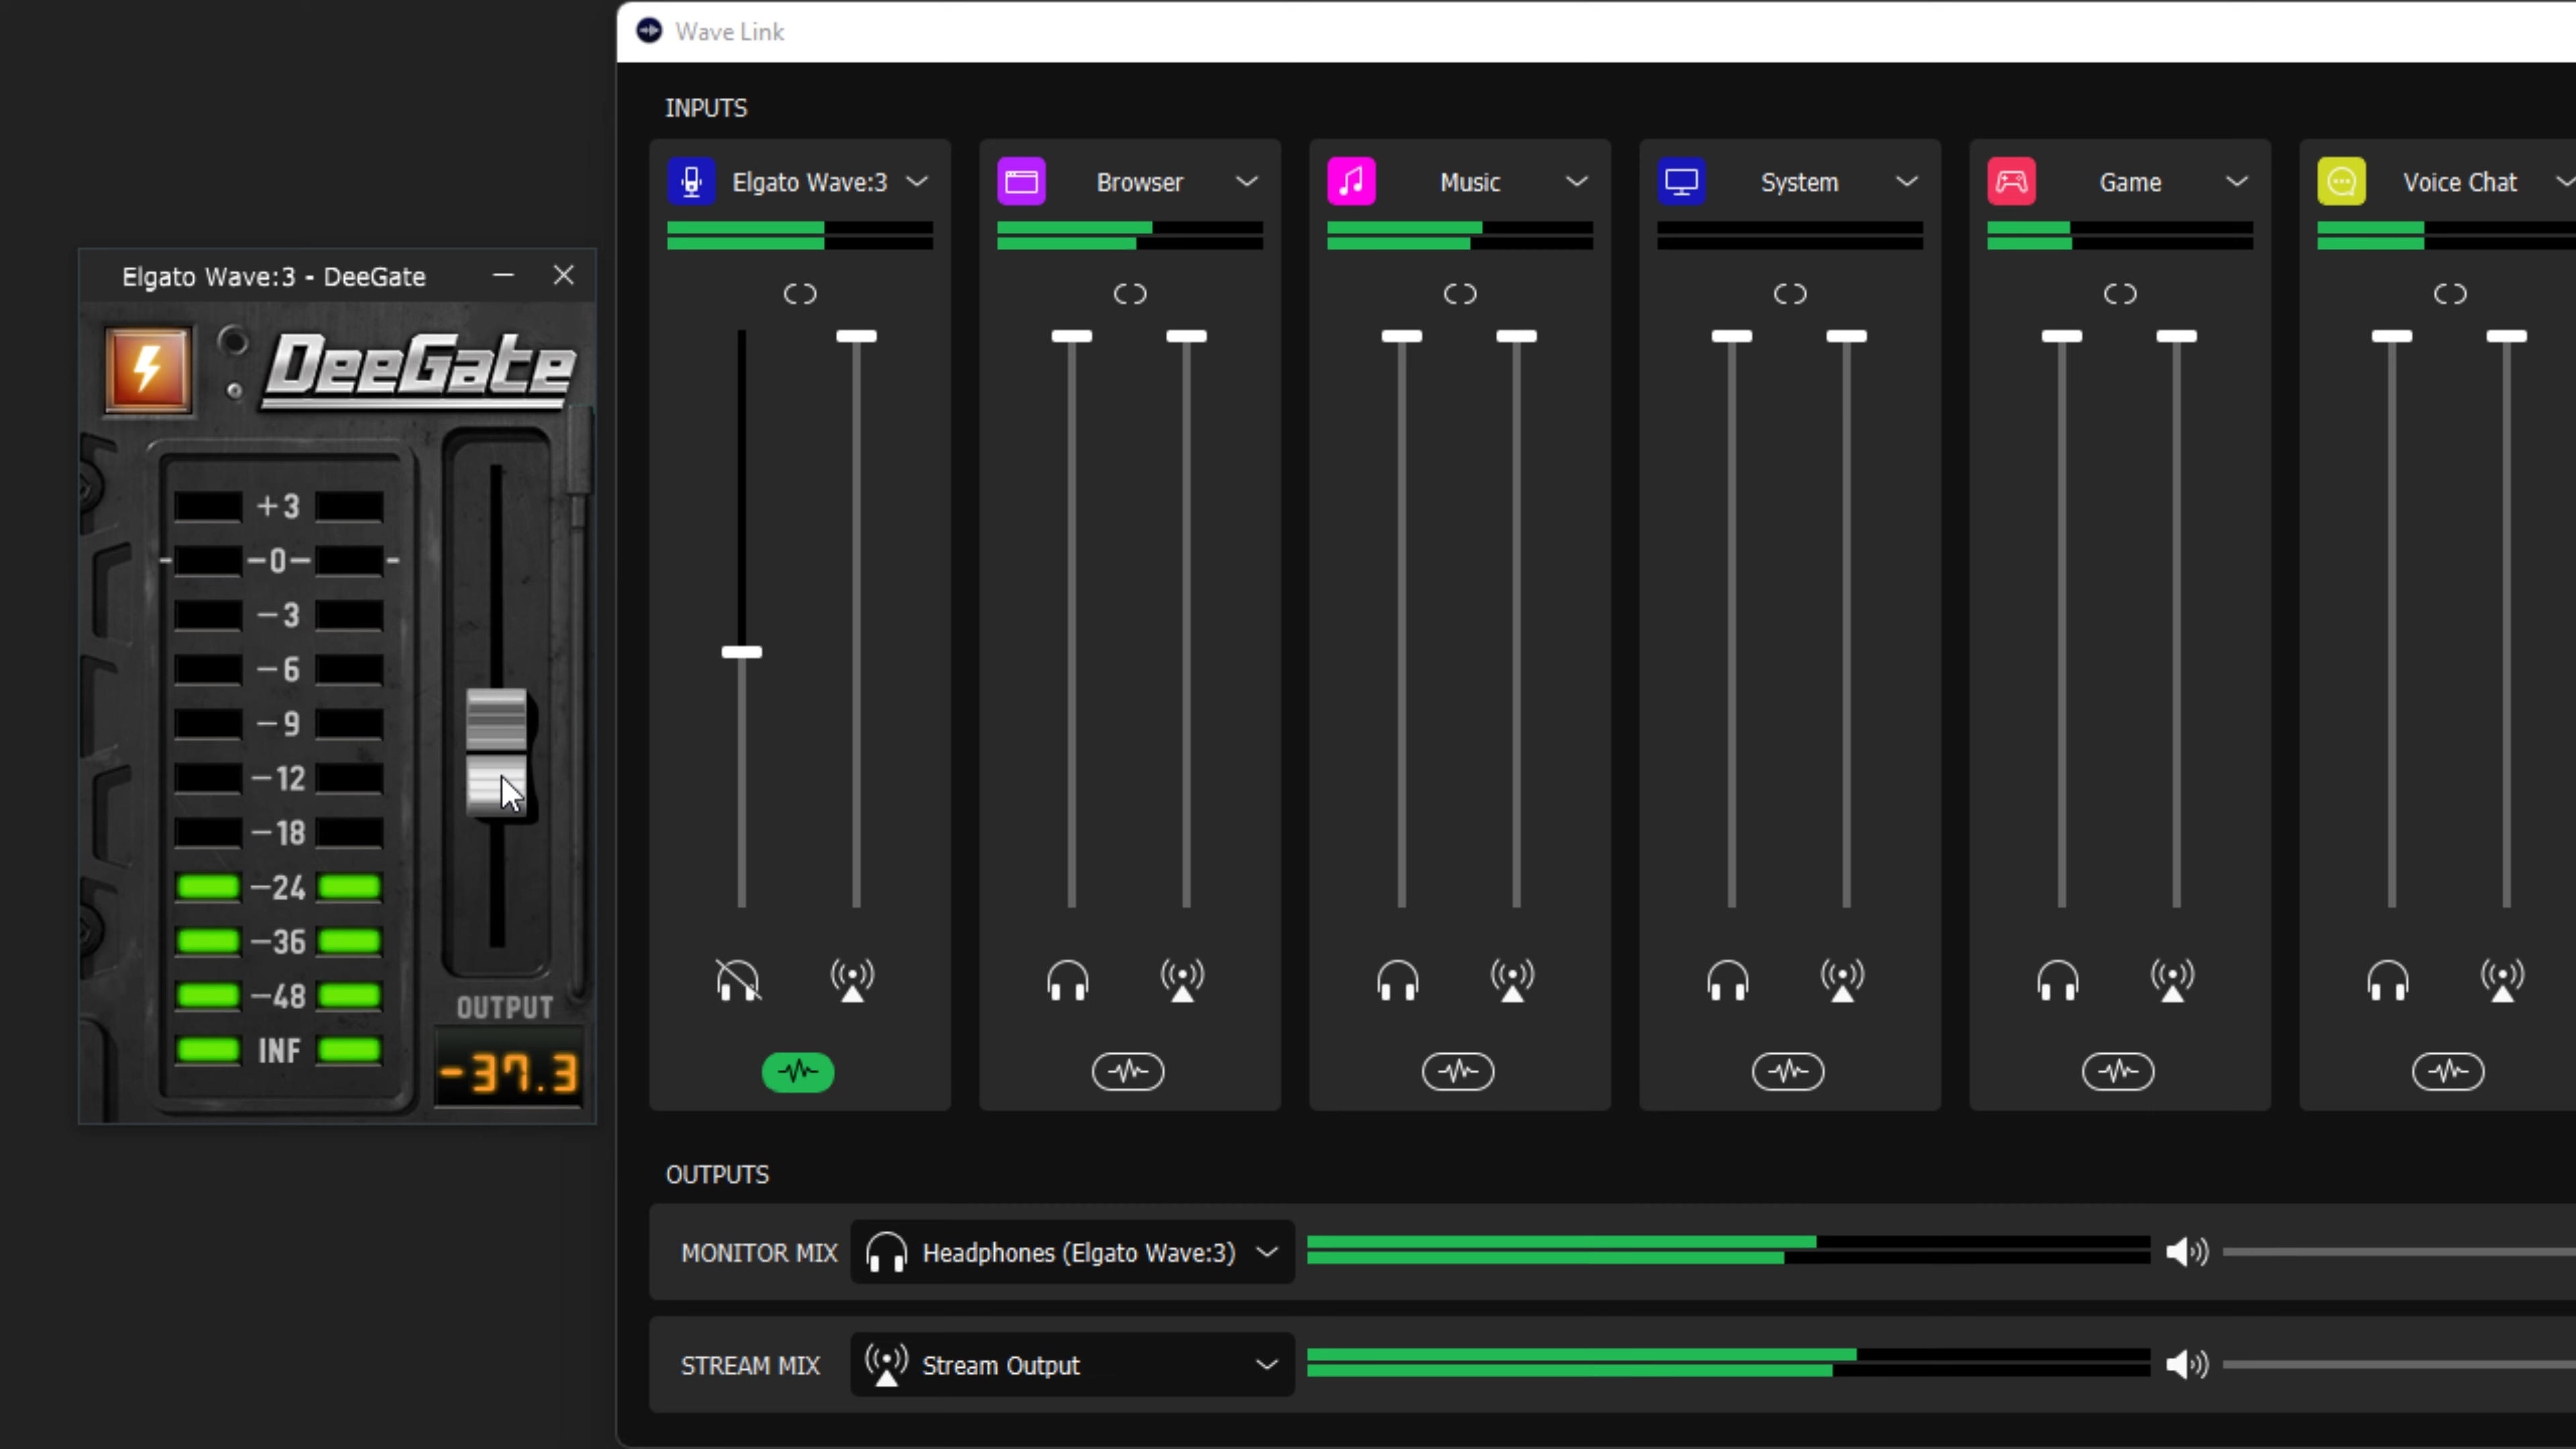 Wave Link
INPUTS
Elgato Wave:3
Browser
Music
System
Game
Voice Chat
Elgato Wave:3 - DeeGate
DeeGate
+3
-0-
-3
-6
-9
-12
-18
-24
-36
-48
INF
OUTPUT
-37.3
OUTPUTS
MONITOR MIX
Headphones (Elgato Wave:3)
STREAM MIX
Stream Output